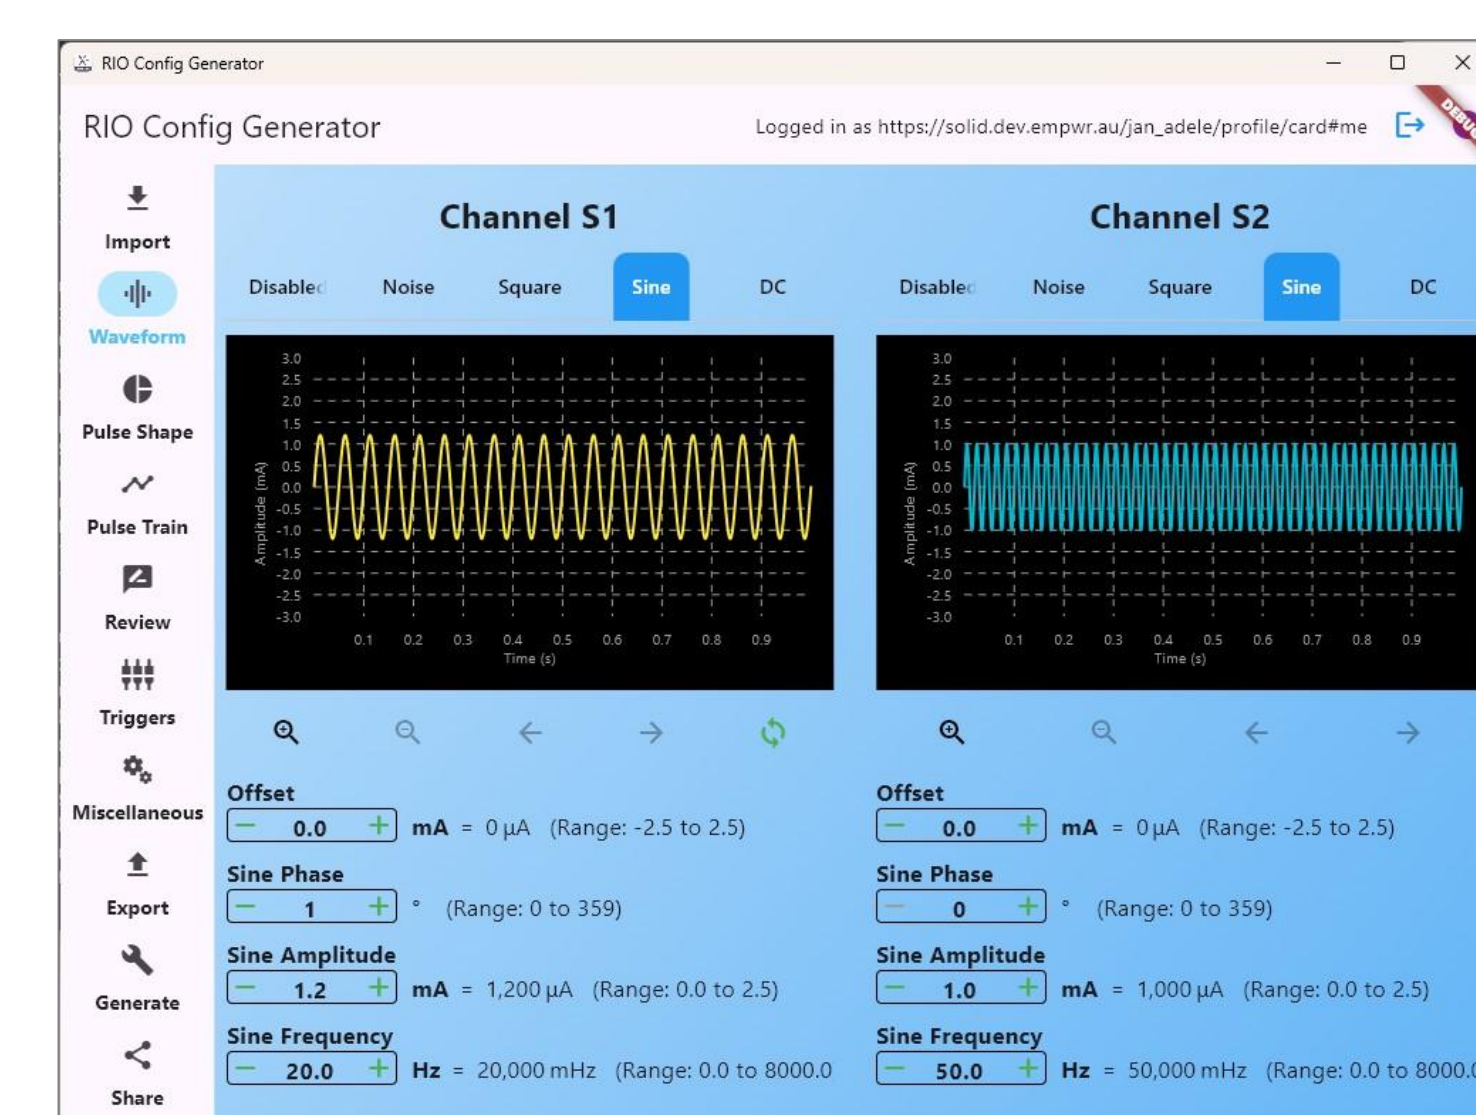 RIO Config Generator
RIO Config Generator
Logged in as https://solid.dev.empwr.au/jan_adele/profile/card#me
DEBUG
Import
Waveform
Pulse Shape
Pulse Train
Review
Triggers
Miscellaneous
Export
Generate
Share
Channel S1
Disabled Noise Square Sine DC
3.0
2.5
2.0
1.5
1.0
0.5
0.0
-0.5
-1.0
-1.5
-2.0
-2.5
-3.0
Amplitude (mA)
0.1 0.2 0.3 0.4 0.5 0.6 0.7 0.8 0.9
Time (s)
Offset
0.0 mA = 0 µA (Range: -2.5 to 2.5)
Sine Phase
1 ° (Range: 0 to 359)
Sine Amplitude
1.2 mA = 1,200 µA (Range: 0.0 to 2.5)
Sine Frequency
20.0 Hz = 20,000 mHz (Range: 0.0 to 8000.0
Channel S2
Disabled Noise Square Sine DC
3.0
2.5
2.0
1.5
1.0
0.5
0.0
-0.5
-1.0
-1.5
-2.0
-2.5
-3.0
Amplitude (mA)
0.1 0.2 0.3 0.4 0.5 0.6 0.7 0.8 0.9
Time (s)
Offset
0.0 mA = 0 µA (Range: -2.5 to 2.5)
Sine Phase
0 ° (Range: 0 to 359)
Sine Amplitude
1.0 mA = 1,000 µA (Range: 0.0 to 2.5)
Sine Frequency
50.0 Hz = 50,000 mHz (Range: 0.0 to 8000.0